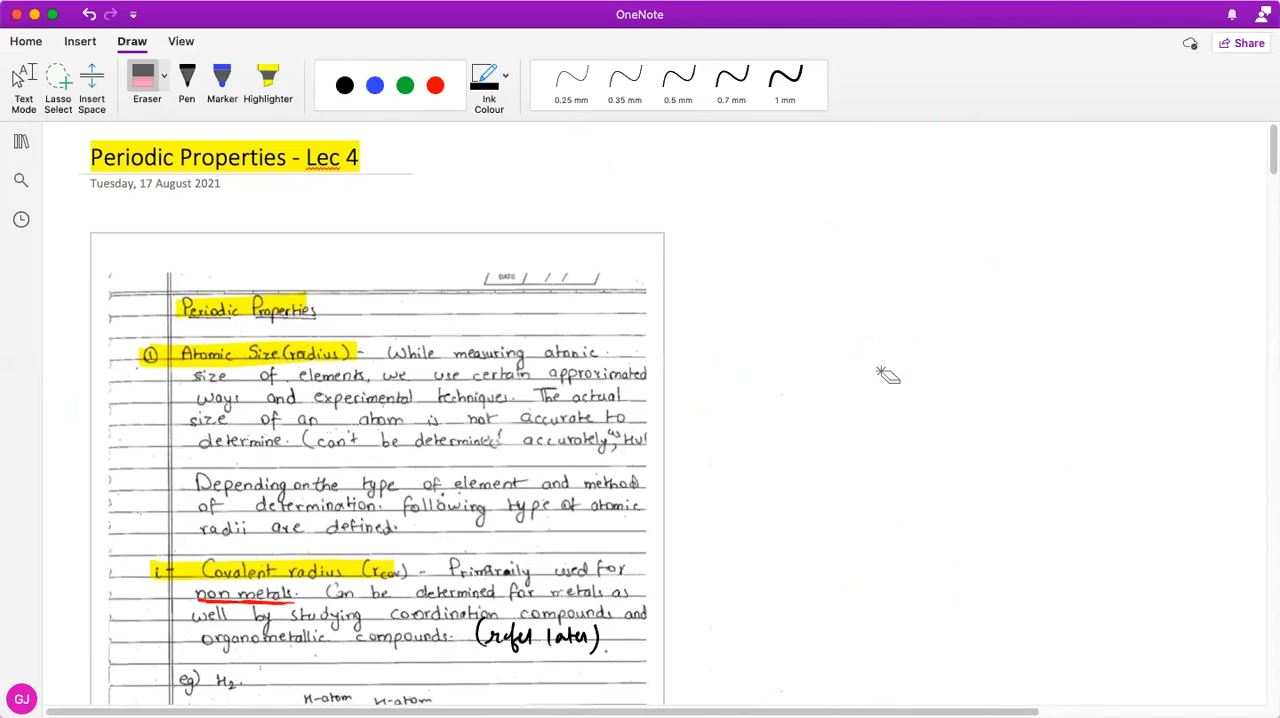 OneNote
Home Insert Draw View
Share
Text Mode
Lasso Select
Insert Space
Eraser
Pen
Marker
Highlighter
Ink Colour
0.25 mm
0.35 mm
0.5 mm
0.7 mm
1 mm
Periodic Properties - Lec 4
Tuesday, 17 August 2021
DATE / /
Periodic Properties
① Atomic Size (radius) - While measuring atomic
size of elements, we use certain approximated
ways and experimental techniques. The actual
size of an atom is not accurate to
determine. (can't be determined accurately, as
Depending on the type of element and method
of determination. following type of atomic
radii are defined.
i- Covalent radius (rcov) - Primaraily used for
non metals. Can be determined for metals as
well by studying coordination compounds and
organometallic compounds. (refer later).
eg) H2.
H-atom H-atom
GJ